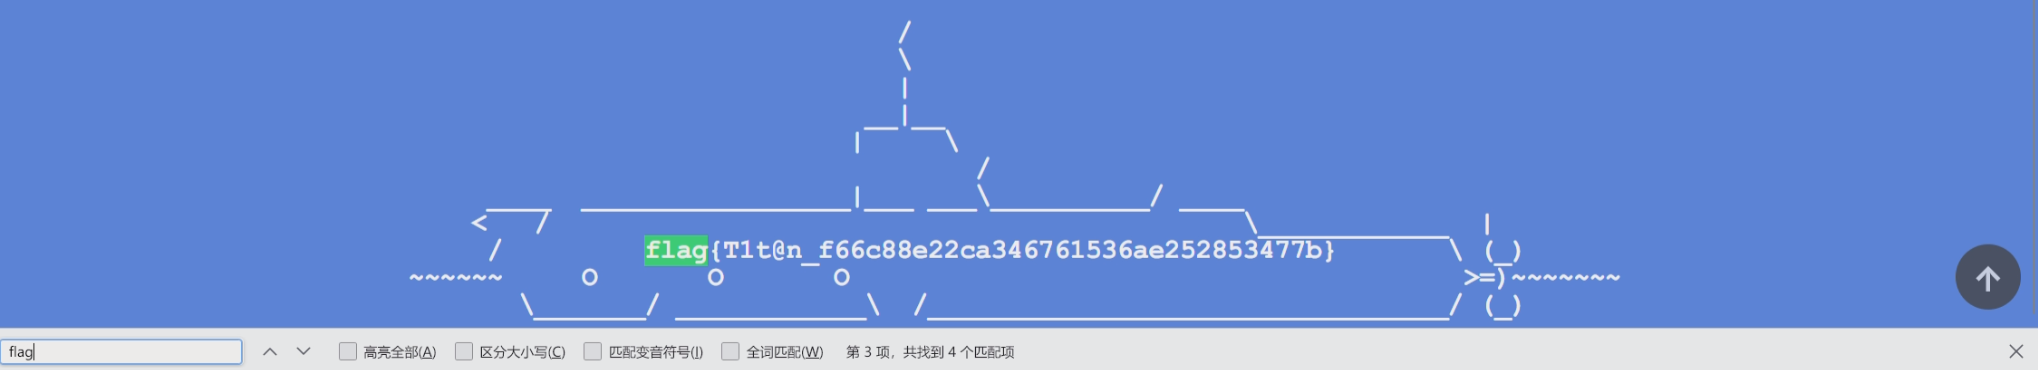 flag{T1t@n_f66c88e22ca346761536ae252853477b}
flag
高亮全部(A)
区分大小写(C)
匹配变音符号(I)
全词匹配(W)
第 3 项，共找到 4 个匹配项